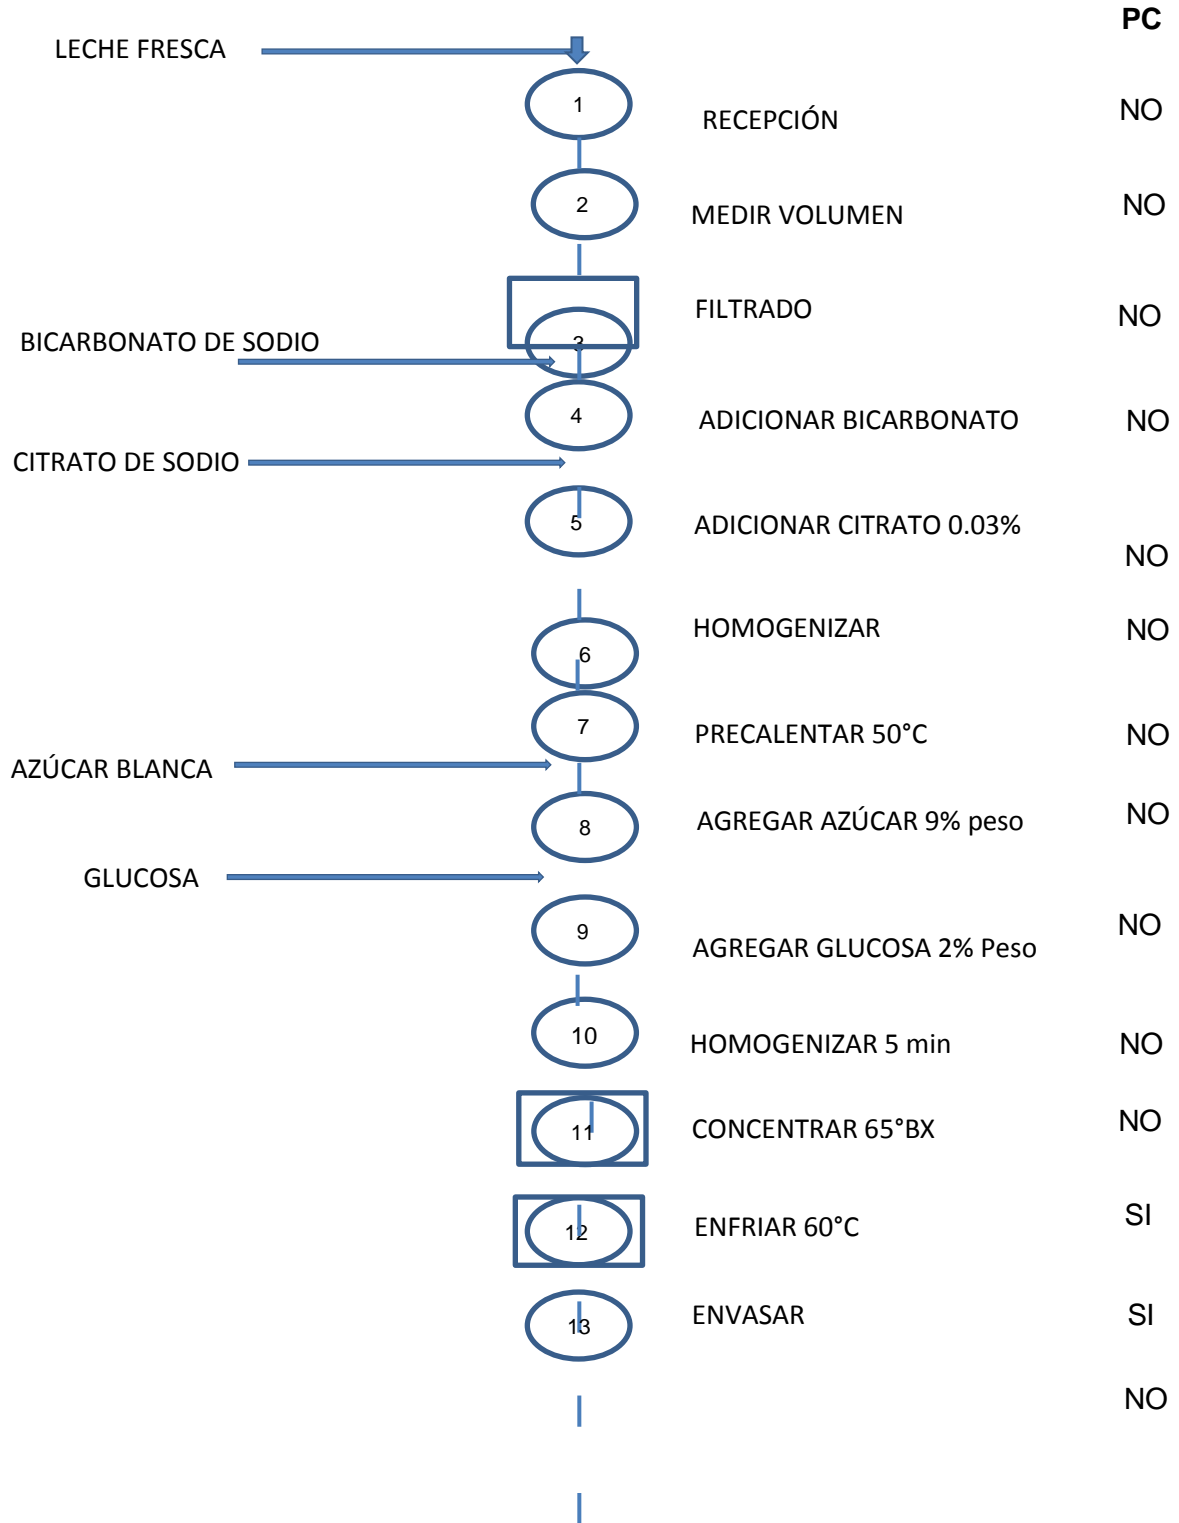 PC
LECHE FRESCA
1 RECEPCIÓN NO
2 MEDIR VOLUMEN NO
FILTRADO NO
BICARBONATO DE SODIO 3
4 ADICIONAR BICARBONATO NO
CITRATO DE SODIO
5 ADICIONAR CITRATO 0.03%
NO
HOMOGENIZAR NO
6
7 PRECALENTAR 50°C NO
AZÚCAR BLANCA
8 AGREGAR AZÚCAR 9% peso NO
GLUCOSA
NO
9 AGREGAR GLUCOSA 2% Peso
10 HOMOGENIZAR 5 min NO
11 CONCENTRAR 65°BX NO
12 ENFRIAR 60°C SI
13 ENVASAR SI
NO